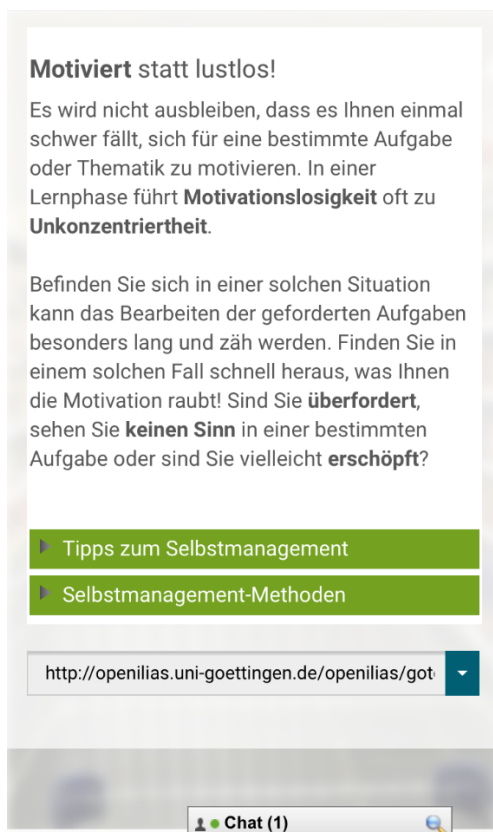 Motiviert statt lustlos!
Es wird nicht ausbleiben, dass es Ihnen einmal
schwer fällt, sich für eine bestimmte Aufgabe
oder Thematik zu motivieren. In einer
Lernphase führt Motivationslosigkeit oft zu
Unkonzentriertheit.
Befinden Sie sich in einer solchen Situation
kann das Bearbeiten der geforderten Aufgaben
besonders lang und zäh werden. Finden Sie in
einem solchen Fall schnell heraus, was Ihnen
die Motivation raubt! Sind Sie überfordert,
sehen Sie keinen Sinn in einer bestimmten
Aufgabe oder sind Sie vielleicht erschöpft?
Tipps zum Selbstmanagement
Selbstmanagement-Methoden
http://openilias.uni-goettingen.de/openilias/got
Chat (1)